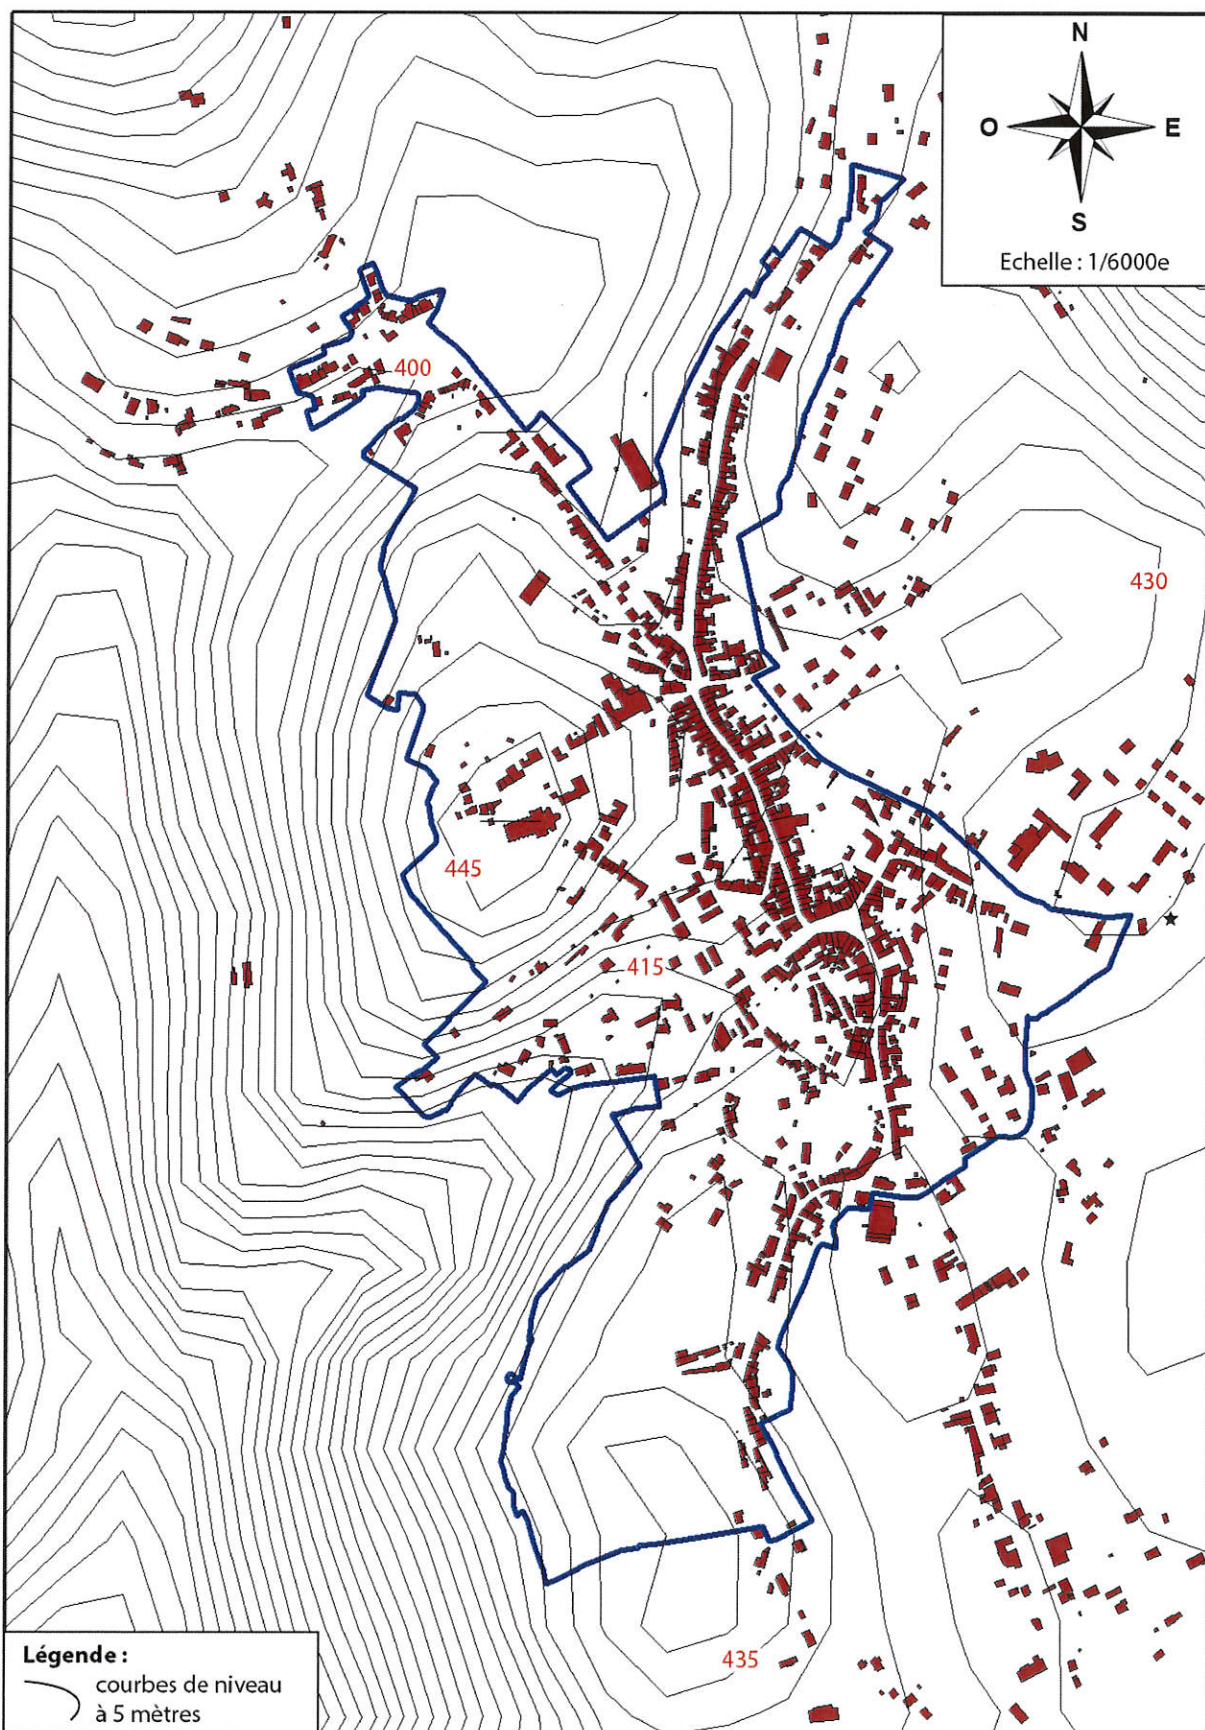 N
O E
S
Echelle : 1/6000e
400
430
445
415
435
Légende :
courbes de niveau
à 5 mètres